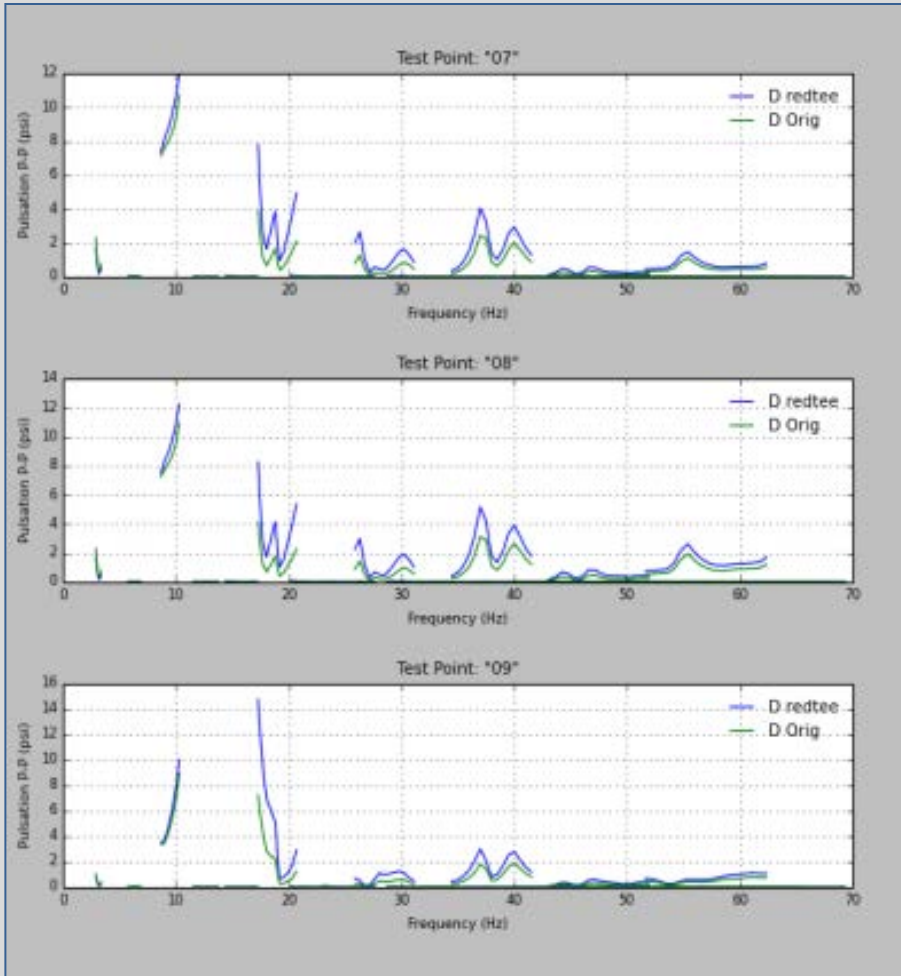 Test Point: "07"
12
10
8
6
4
2
0
Pulsation P-P (psi)
D redtee
D Orig
0 10 20 30 40 50 60 70
Frequency (Hz)
Test Point: "08"
14
12
10
8
6
4
2
0
Pulsation P-P (psi)
D redtee
D Orig
0 10 20 30 40 50 60 70
Frequency (Hz)
Test Point: "09"
16
14
12
10
8
6
4
2
0
Pulsation P-P (psi)
D redtee
D Orig
0 10 20 30 40 50 60 70
Frequency (Hz)